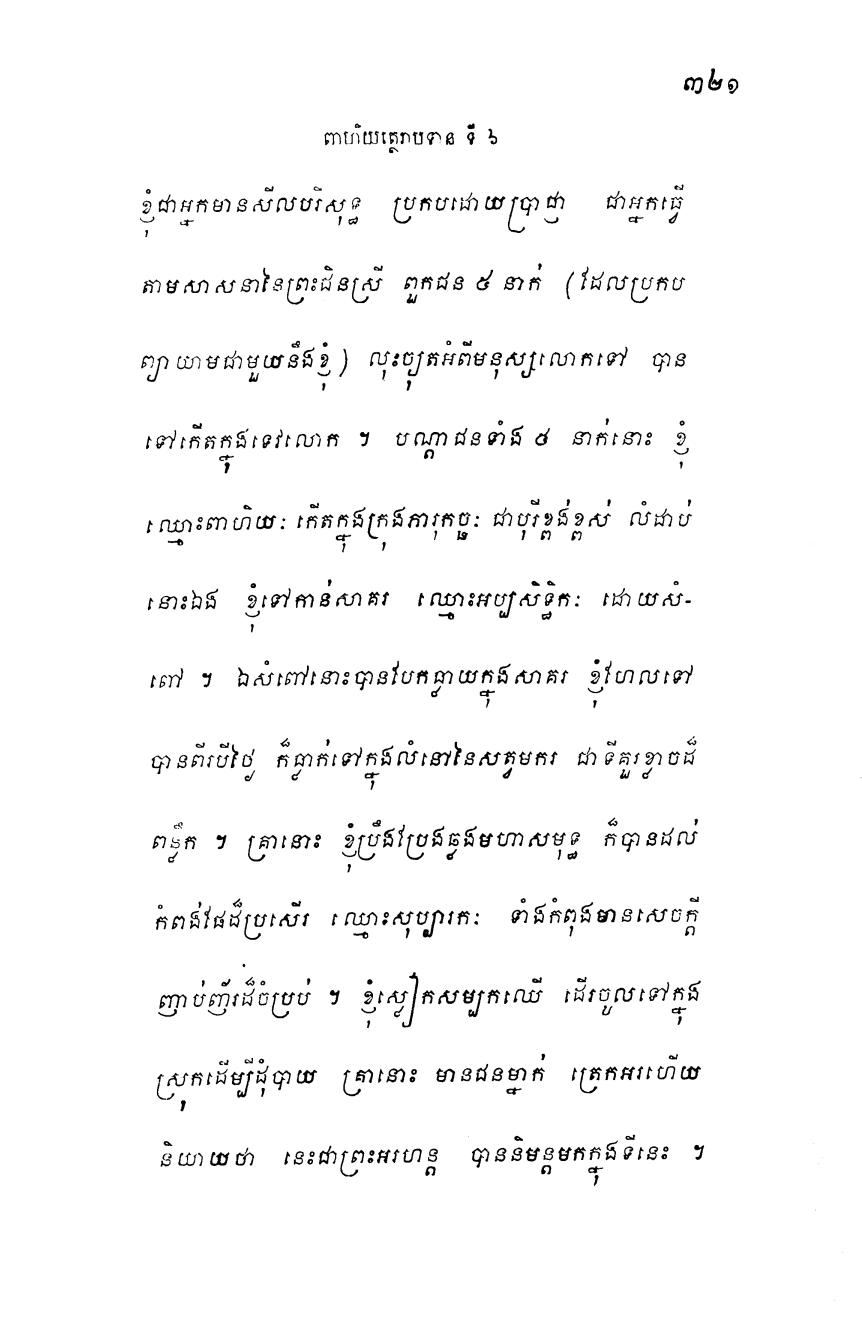 ៣២១
ពាហិយត្ថេរាបទាន ទី ៦
ខ្ញុំជាអ្នកមានសីលបរិសុទ្ធ ប្រកបដោយប្រាជ្ញា ជាអ្នកធ្វើ
តាមសាសនានៃព្រះជិនស្រី ពួកជន ៥ នាក់ (ដែលប្រកប
ព្យាយាមជាមួយនឹងខ្ញុំ) លុះច្យុតអំពីមនុស្សលោកទៅ បាន
ទៅកើតក្នុងទេវលោក ។ បណ្តាជនទាំង ៥ នាក់នោះ ខ្ញុំ
ឈ្មោះពាហិយៈ កើតក្នុងក្រុងភារុកច្ឆៈ ជាបុរីខ្ពង់ខ្ពស់ លំដាប់
នោះឯង ខ្ញុំទៅកាន់សាគរ ឈ្មោះអប្បសិទ្ធិកៈ ដោយសំ-
ពៅ ។ ឯសំពៅនោះបានបែកធ្លាយក្នុងសាគរ ខ្ញុំហែលទៅ
បានពីរបីថ្ងៃ ក៏ធ្លាក់ទៅក្នុងលំនៅនៃសត្វមករ ជាទីគួរខ្លាចដ៏
ពន្លឹក ។ គ្រានោះ ខ្ញុំប្រឹងប្រែងឆ្លងមហាសមុទ្ធ ក៏បានដល់
កំពង់ផែដ៏ប្រសើរ ឈ្មោះសុប្បារកៈ ទាំងកំពុងមានសេចក្តី
ញាប់ញ័រដ៏ចំប្រប់ ។ ខ្ញុំស្លៀកសម្បកឈើ ដើរចូលទៅក្នុង
ស្រុកដើម្បីដុំបាយ គ្រានោះ មានជនម្នាក់ ត្រេកអរហើយ
និយាយថា នេះជាព្រះអរហន្ត បាននិមន្តមកក្នុងទីនេះ ។